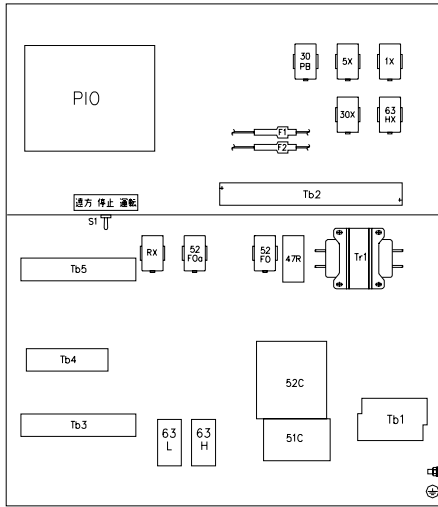 PIO
30
PB
5X
1X
30X
63
HX
F1
F2
Tb2
遠方 停止 運転
S1
RX
52
FOa
52
FO
47R
Tr1
Tb5
Tb4
52C
Tb3
63
L
63
H
51C
Tb1